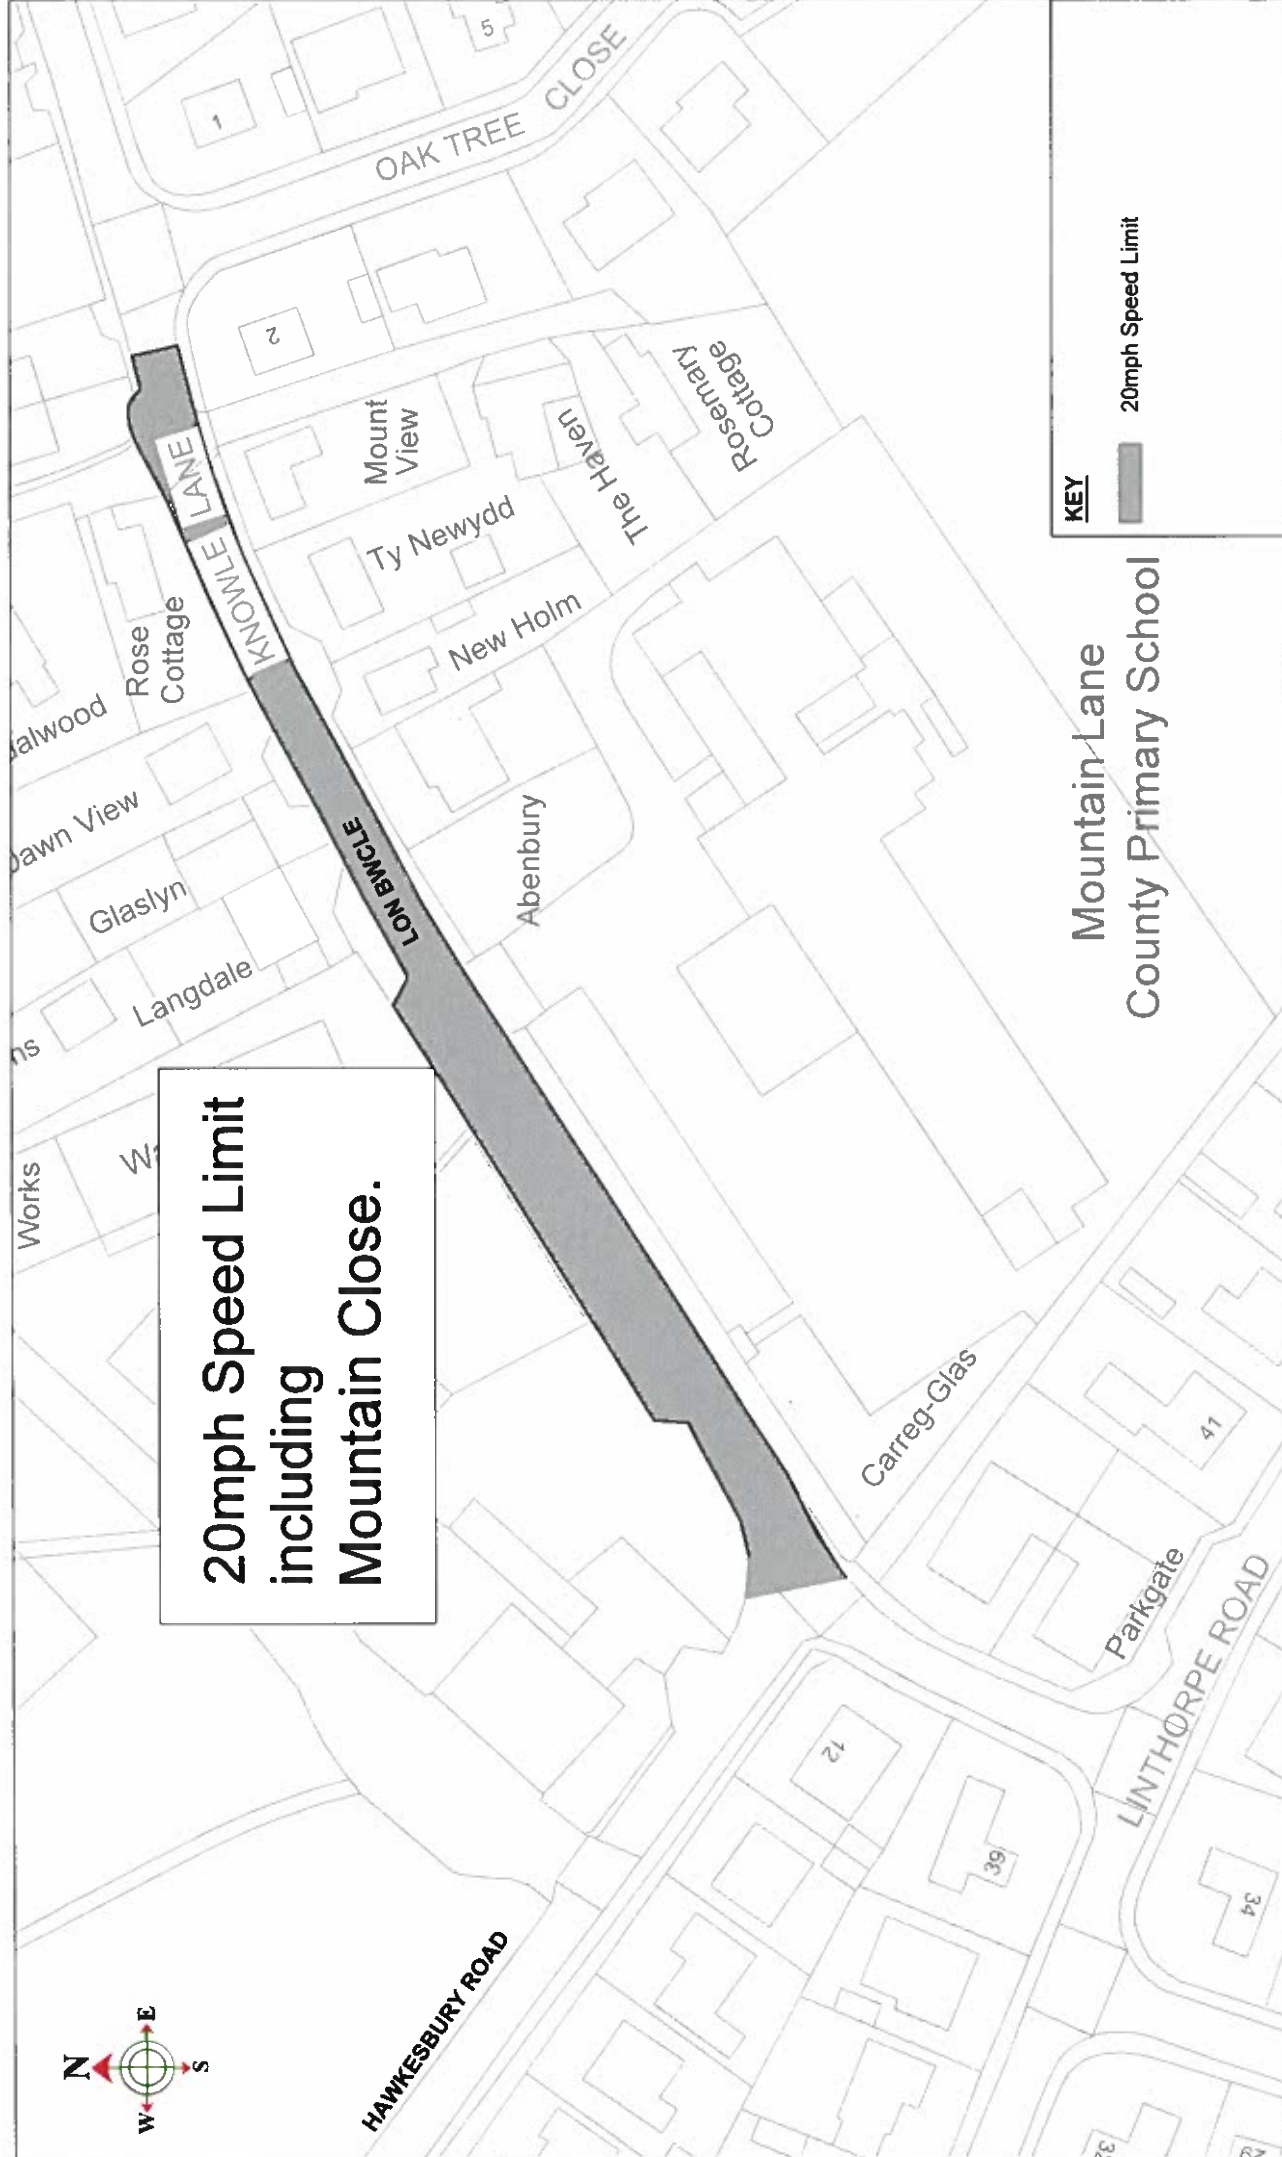 N
W
E
S
20mph Speed Limit
including
Mountain Close.
HAWKESBURY ROAD
Works
Langdale
Glaslyn
Rose
Cottage
KNOWLE LANE
LON BWCLE
OAK TREE CLOSE
1
5
2
Mount
View
Ty Newydd
New Holm
The Haven
Rosemary
Cottage
Abenbury
Mountain Lane
County Primary School
Carreg-Glas
Parkgate
LINTHORPE ROAD
12
39
41
34
KEY
20mph Speed Limit